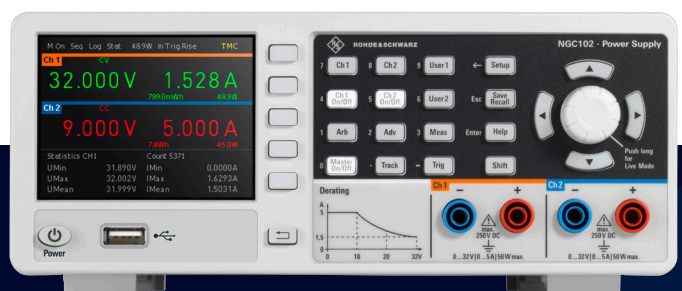 M On Seq Log Stat 48.9W InTrigRise TMC
Ch 1 CV
32.000 V 1.528 A
789.0mWh 48.9W
Ch 2 CC
9.000 V 5.000 A
7.8Wh 45.0W
Statistics CH1 Count 5371
UMin 31.890V IMin 0.0000A
UMax 32.002V IMax 1.6293A
UMean 31.999V IMean 1.5031A
Power
ROHDE&SCHWARZ NGC102 · Power Supply
7 Ch1 8 Ch2 9 User1 ← Setup
4 Ch1 On/Off 5 Ch2 On/Off 6 User2 Esc Save Recall
1 Arb 2 Adv 3 Meas Enter Help
0 Master On/Off · Track – Trig Shift
Push long
for
Live Mode
Derating
A
5
1,5
0
0 10 20 32V
Ch1 – +
max.
250V DC
0...32V|0...5A|50W max.
Ch2 – +
max.
250V DC
0...32V|0...5A|50W max.